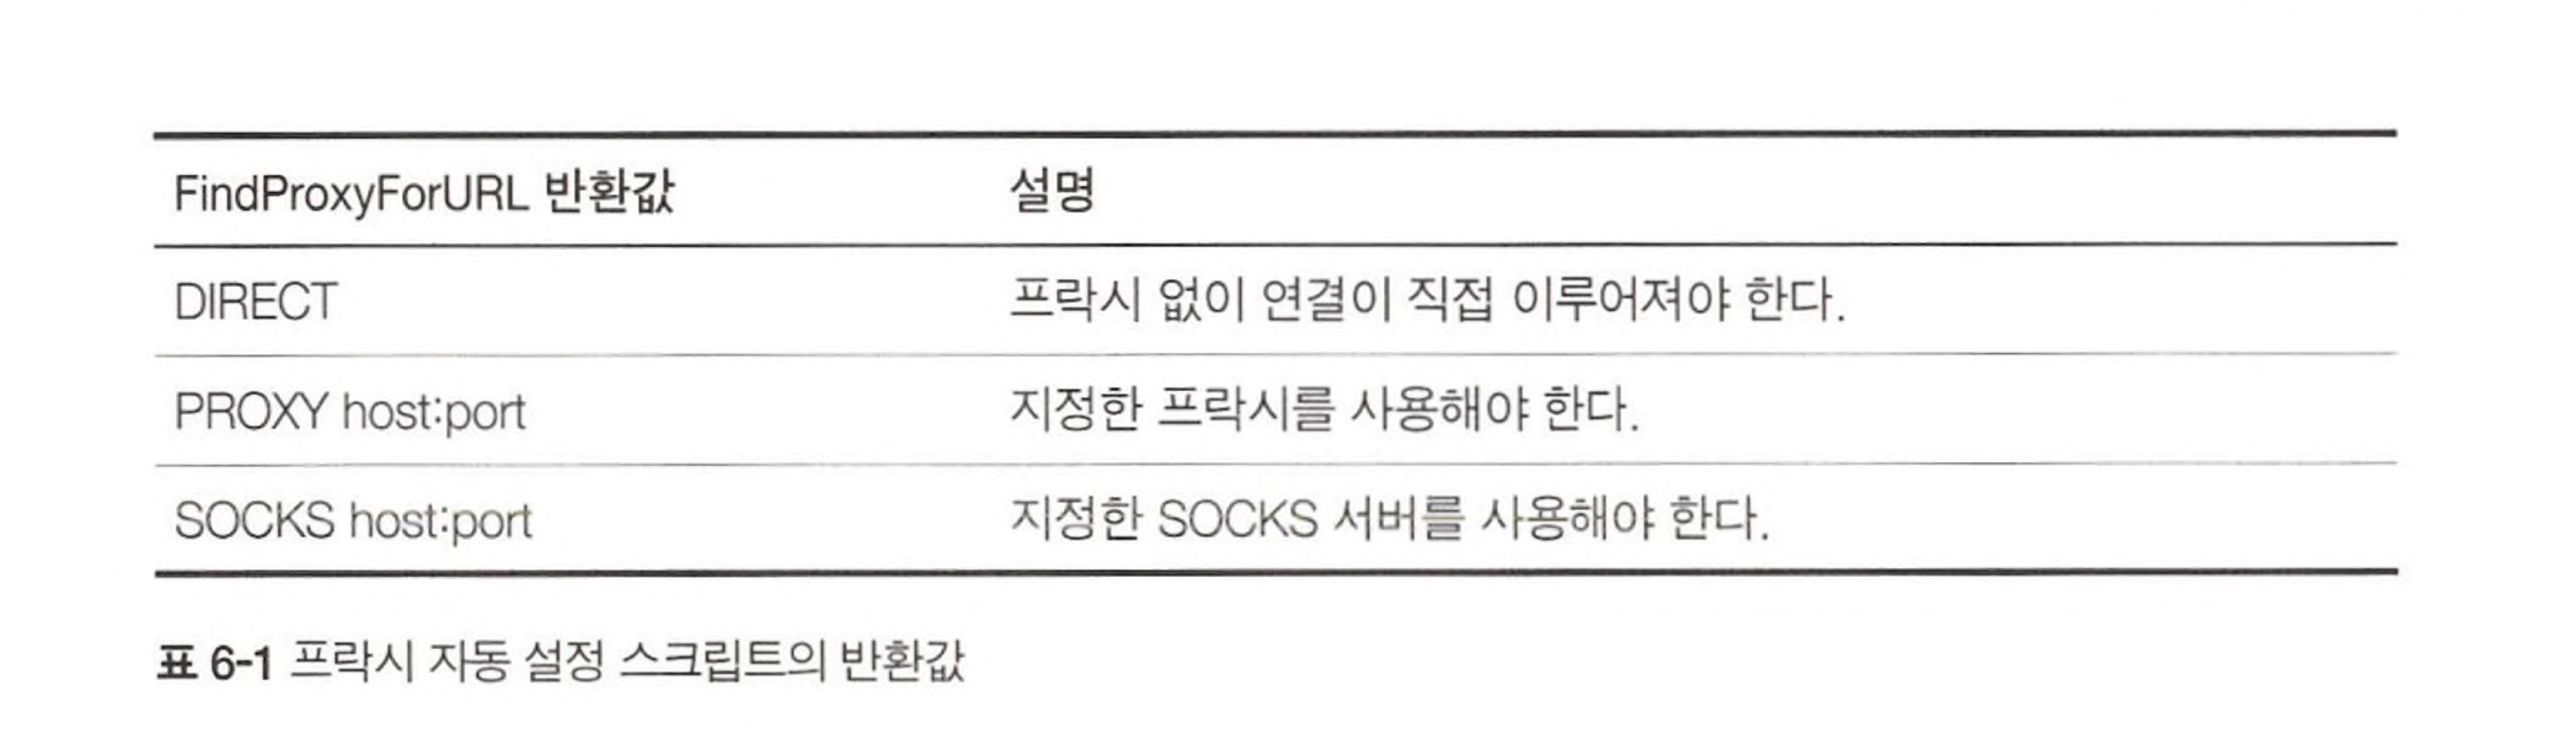 FindProxyForURL 반환값 설명
DIRECT 프락시 없이 연결이 직접 이루어져야 한다.
PROXY host:port 지정한 프락시를 사용해야 한다.
SOCKS host:port 지정한 SOCKS 서버를 사용해야 한다.
표 6-1 프락시 자동 설정 스크립트의 반환값